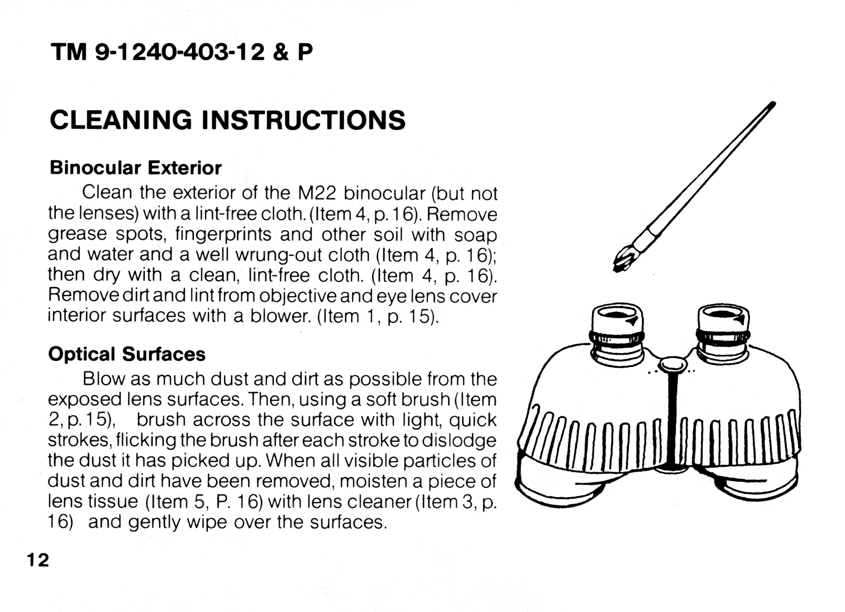 TM 9-1240-403-12 & P
CLEANING INSTRUCTIONS
Binocular Exterior
Clean the exterior of the M22 binocular (but not
the lenses) with a lint-free cloth. (Item 4, p. 16). Remove
grease spots, fingerprints and other soil with soap
and water and a well wrung-out cloth (Item 4, p. 16);
then dry with a clean, lint-free cloth. (Item 4, p. 16).
Remove dirt and lint from objective and eye lens cover
interior surfaces with a blower. (Item 1, p. 15).
Optical Surfaces
Blow as much dust and dirt as possible from the
exposed lens surfaces. Then, using a soft brush (Item
2, p. 15), brush across the surface with light, quick
strokes, flicking the brush after each stroke to dislodge
the dust it has picked up. When all visible particles of
dust and dirt have been removed, moisten a piece of
lens tissue (Item 5, P. 16) with lens cleaner (Item 3, p.
16) and gently wipe over the surfaces.
12